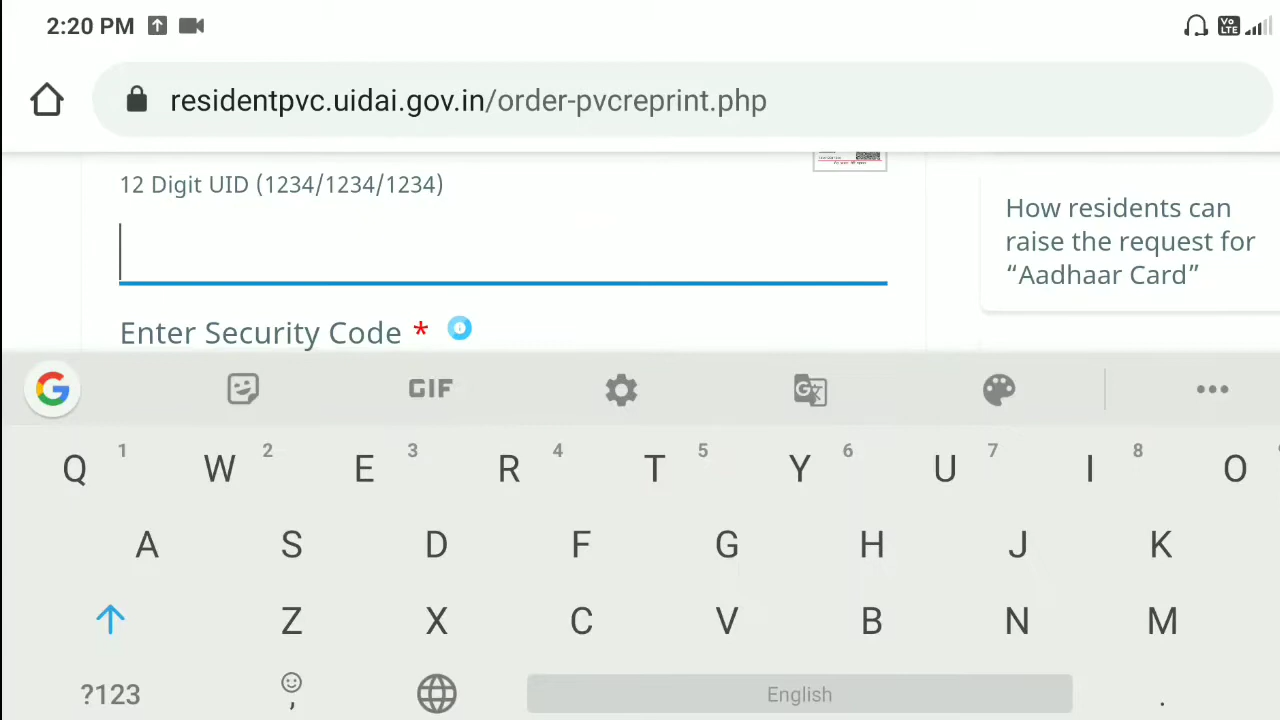 2:20 PM
Vo LTE
residentpvc.uidai.gov.in/order-pvcreprint.php
12 Digit UID (1234/1234/1234)
How residents can
raise the request for
“Aadhaar Card”
Enter Security Code *
G GIF G
Q 1 W 2 E 3 R 4 T 5 Y 6 U 7 I 8 O
A S D F G H J K
Z X C V B N M
?123 , English .